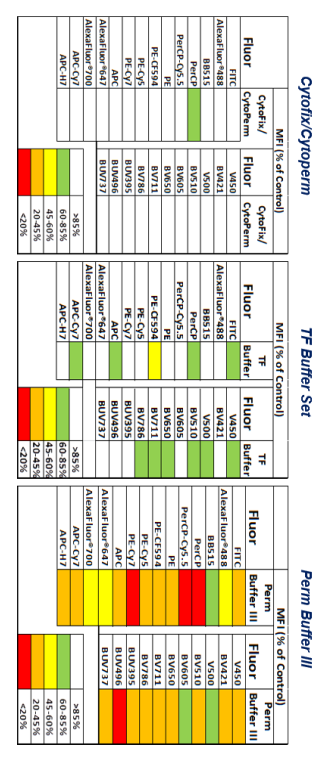 Cytofix/Cytoperm
MFI (% of Control)
Fluor CytoFix/ Fluor CytoFix/
CytoPerm CytoPerm
FITC V450
AlexaFluor®488 BV421
BB515 V500
PerCP BV510
PerCP-Cy5.5 BV605
PE BV650
PE-CF594 BV711
PE-Cy5 BV786
PE-Cy7 BUV395
APC BUV496
AlexaFluor®647 BUV737
AlexaFluor®700
APC-Cy7 >85%
APC-H7 60-85%
45-60%
20-45%
<20%
TF Buffer Set
MFI (% of Control)
Fluor TF Fluor TF
Buffer Buffer
FITC V450
AlexaFluor®488 BV421
BB515 V500
PerCP BV510
PerCP-Cy5.5 BV605
PE BV650
PE-CF594 BV711
PE-Cy5 BV786
PE-Cy7 BUV395
APC BUV496
AlexaFluor®647 BUV737
AlexaFluor®700
APC-Cy7 >85%
APC-H7 60-85%
45-60%
20-45%
<20%
Perm Buffer III
MFI (% of Control)
Fluor Perm Fluor Perm
Buffer III Buffer III
FITC V450
AlexaFluor®488 BV421
BB515 V500
PerCP BV510
PerCP-Cy5.5 BV605
PE BV650
PE-CF594 BV711
PE-Cy5 BV786
PE-Cy7 BUV395
APC BUV496
AlexaFluor®647 BUV737
AlexaFluor®700
APC-Cy7 >85%
APC-H7 60-85%
45-60%
20-45%
<20%